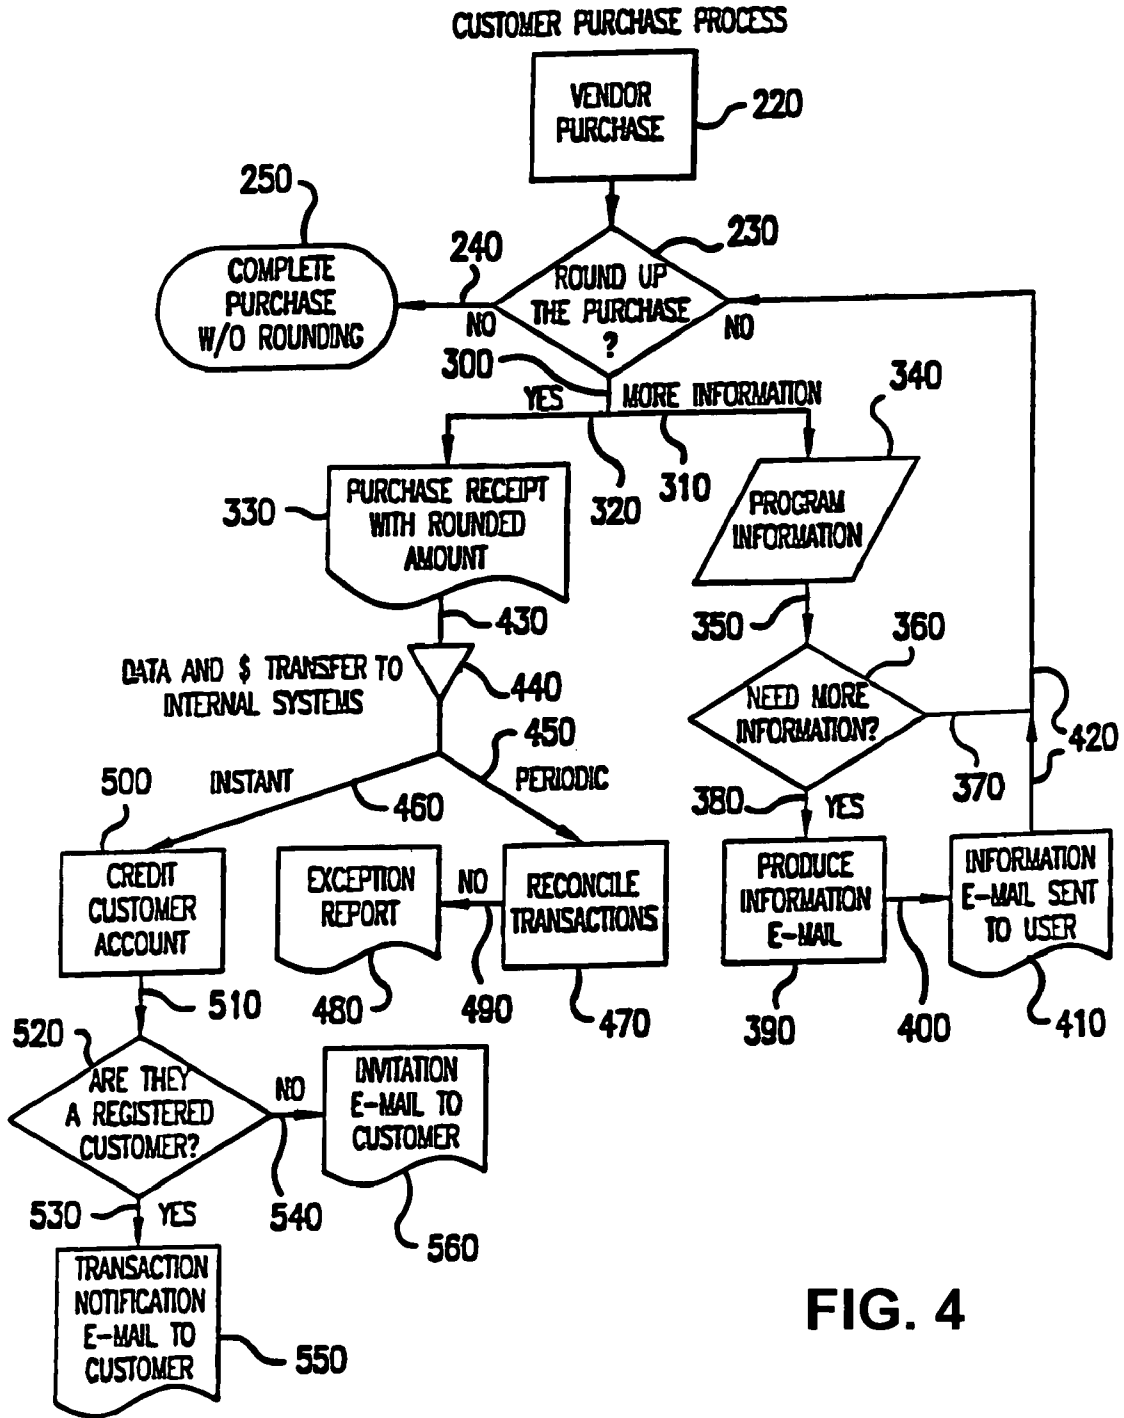 CUSTOMER PURCHASE PROCESS
VENDOR
PURCHASE
220
250
240
230
COMPLETE
PURCHASE
W/O ROUNDING
NO
ROUND UP
THE PURCHASE
?
NO
300
YES
MORE INFORMATION
340
330
PURCHASE RECEIPT
WITH ROUNDED
AMOUNT
320
310
PROGRAM
INFORMATION
430
350
360
DATA AND $ TRANSFER TO
INTERNAL SYSTEMS
440
NEED MORE
INFORMATION?
450
420
370
500
INSTANT
460
PERIODIC
380
YES
CREDIT
CUSTOMER
ACCOUNT
EXCEPTION
REPORT
NO
RECONCILE
TRANSACTIONS
PRODUCE
INFORMATION
E-MAIL
INFORMATION
E-MAIL SENT
TO USER
510
480
490
470
390
400
410
520
ARE THEY
A REGISTERED
CUSTOMER?
NO
INVITATION
E-MAIL TO
CUSTOMER
530
YES
540
560
TRANSACTION
NOTIFICATION
E-MAIL TO
CUSTOMER
550
FIG. 4